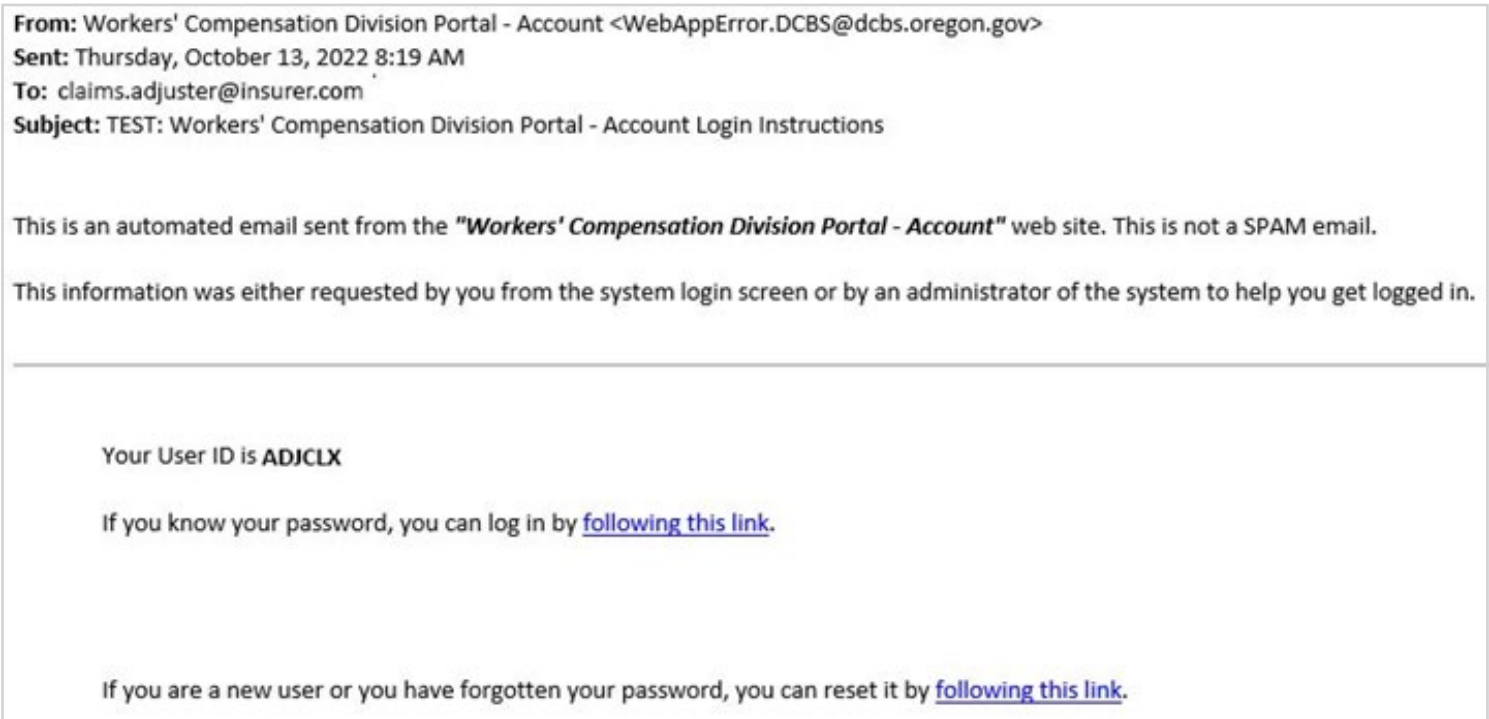 From: Workers' Compensation Division Portal - Account <WebAppError.DCBS@dcbs.oregon.gov>
Sent: Thursday, October 13, 2022 8:19 AM
To: claims.adjuster@insurer.com
Subject: TEST: Workers' Compensation Division Portal - Account Login Instructions
This is an automated email sent from the "Workers' Compensation Division Portal - Account" web site. This is not a SPAM email.
This information was either requested by you from the system login screen or by an administrator of the system to help you get logged in.
Your User ID is ADJCLX
If you know your password, you can log in by following this link.
If you are a new user or you have forgotten your password, you can reset it by following this link.